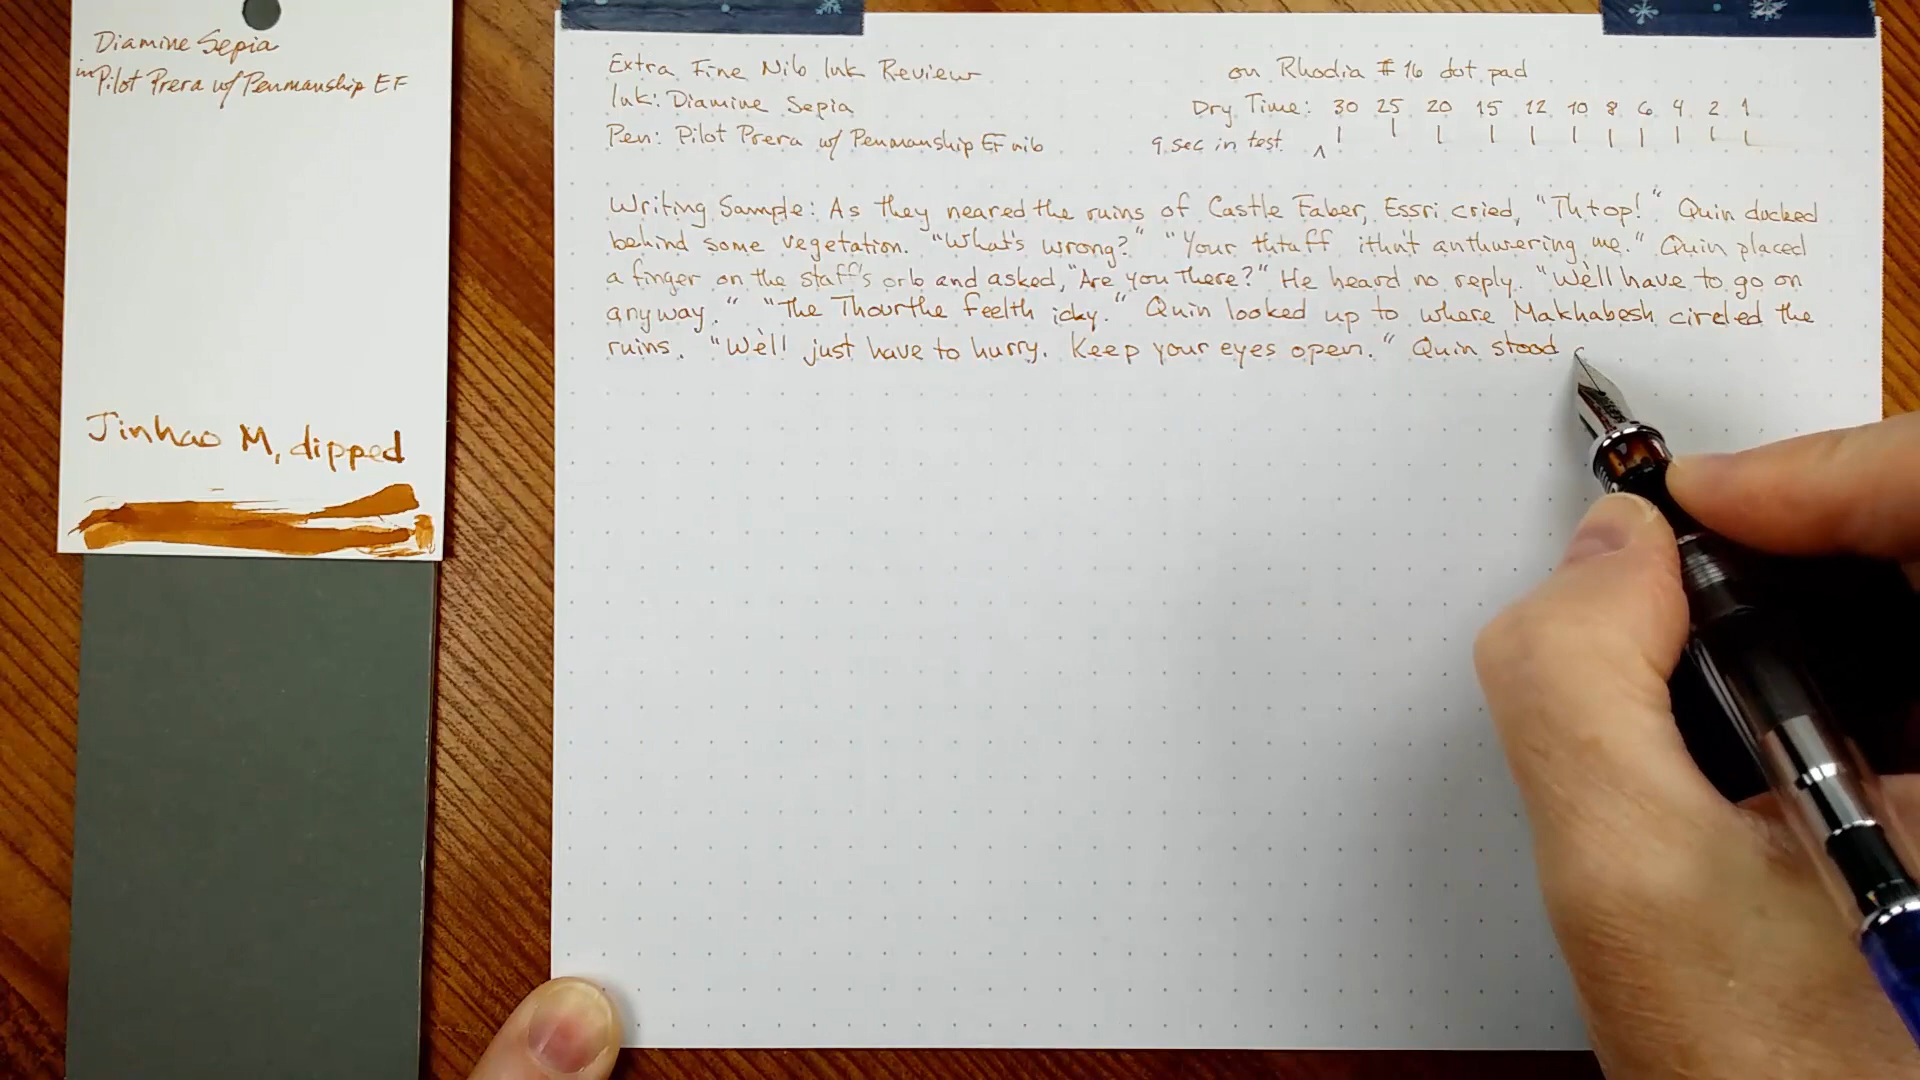 Diamine Sepia
in Pilot Prera w/ Penmanship EF
Jinhao M, dipped
Extra Fine Nib Ink Review
on Rhodia # 16 dot pad
Ink: Diamine Sepia
Dry Time: 30 25 20 15 12 10 8 6 4 2 1
Pen: Pilot Prera w/ Penmanship EF nib
9 sec in test
Writing Sample: As they neared the ruins of Castle Faber, Essri cried, "Thtop!" Quin ducked
behind some vegetation. "What's wrong?" "Your thtaff ithn't anthwering me." Quin placed
a finger on the staff's orb and asked, "Are you there?" He heard no reply. "We'll have to go on
anyway." "The Thourthe feelth icky." Quin looked up to where Makhabesh circled the
ruins. "We'll just have to hurry. Keep your eyes open." Quin stood